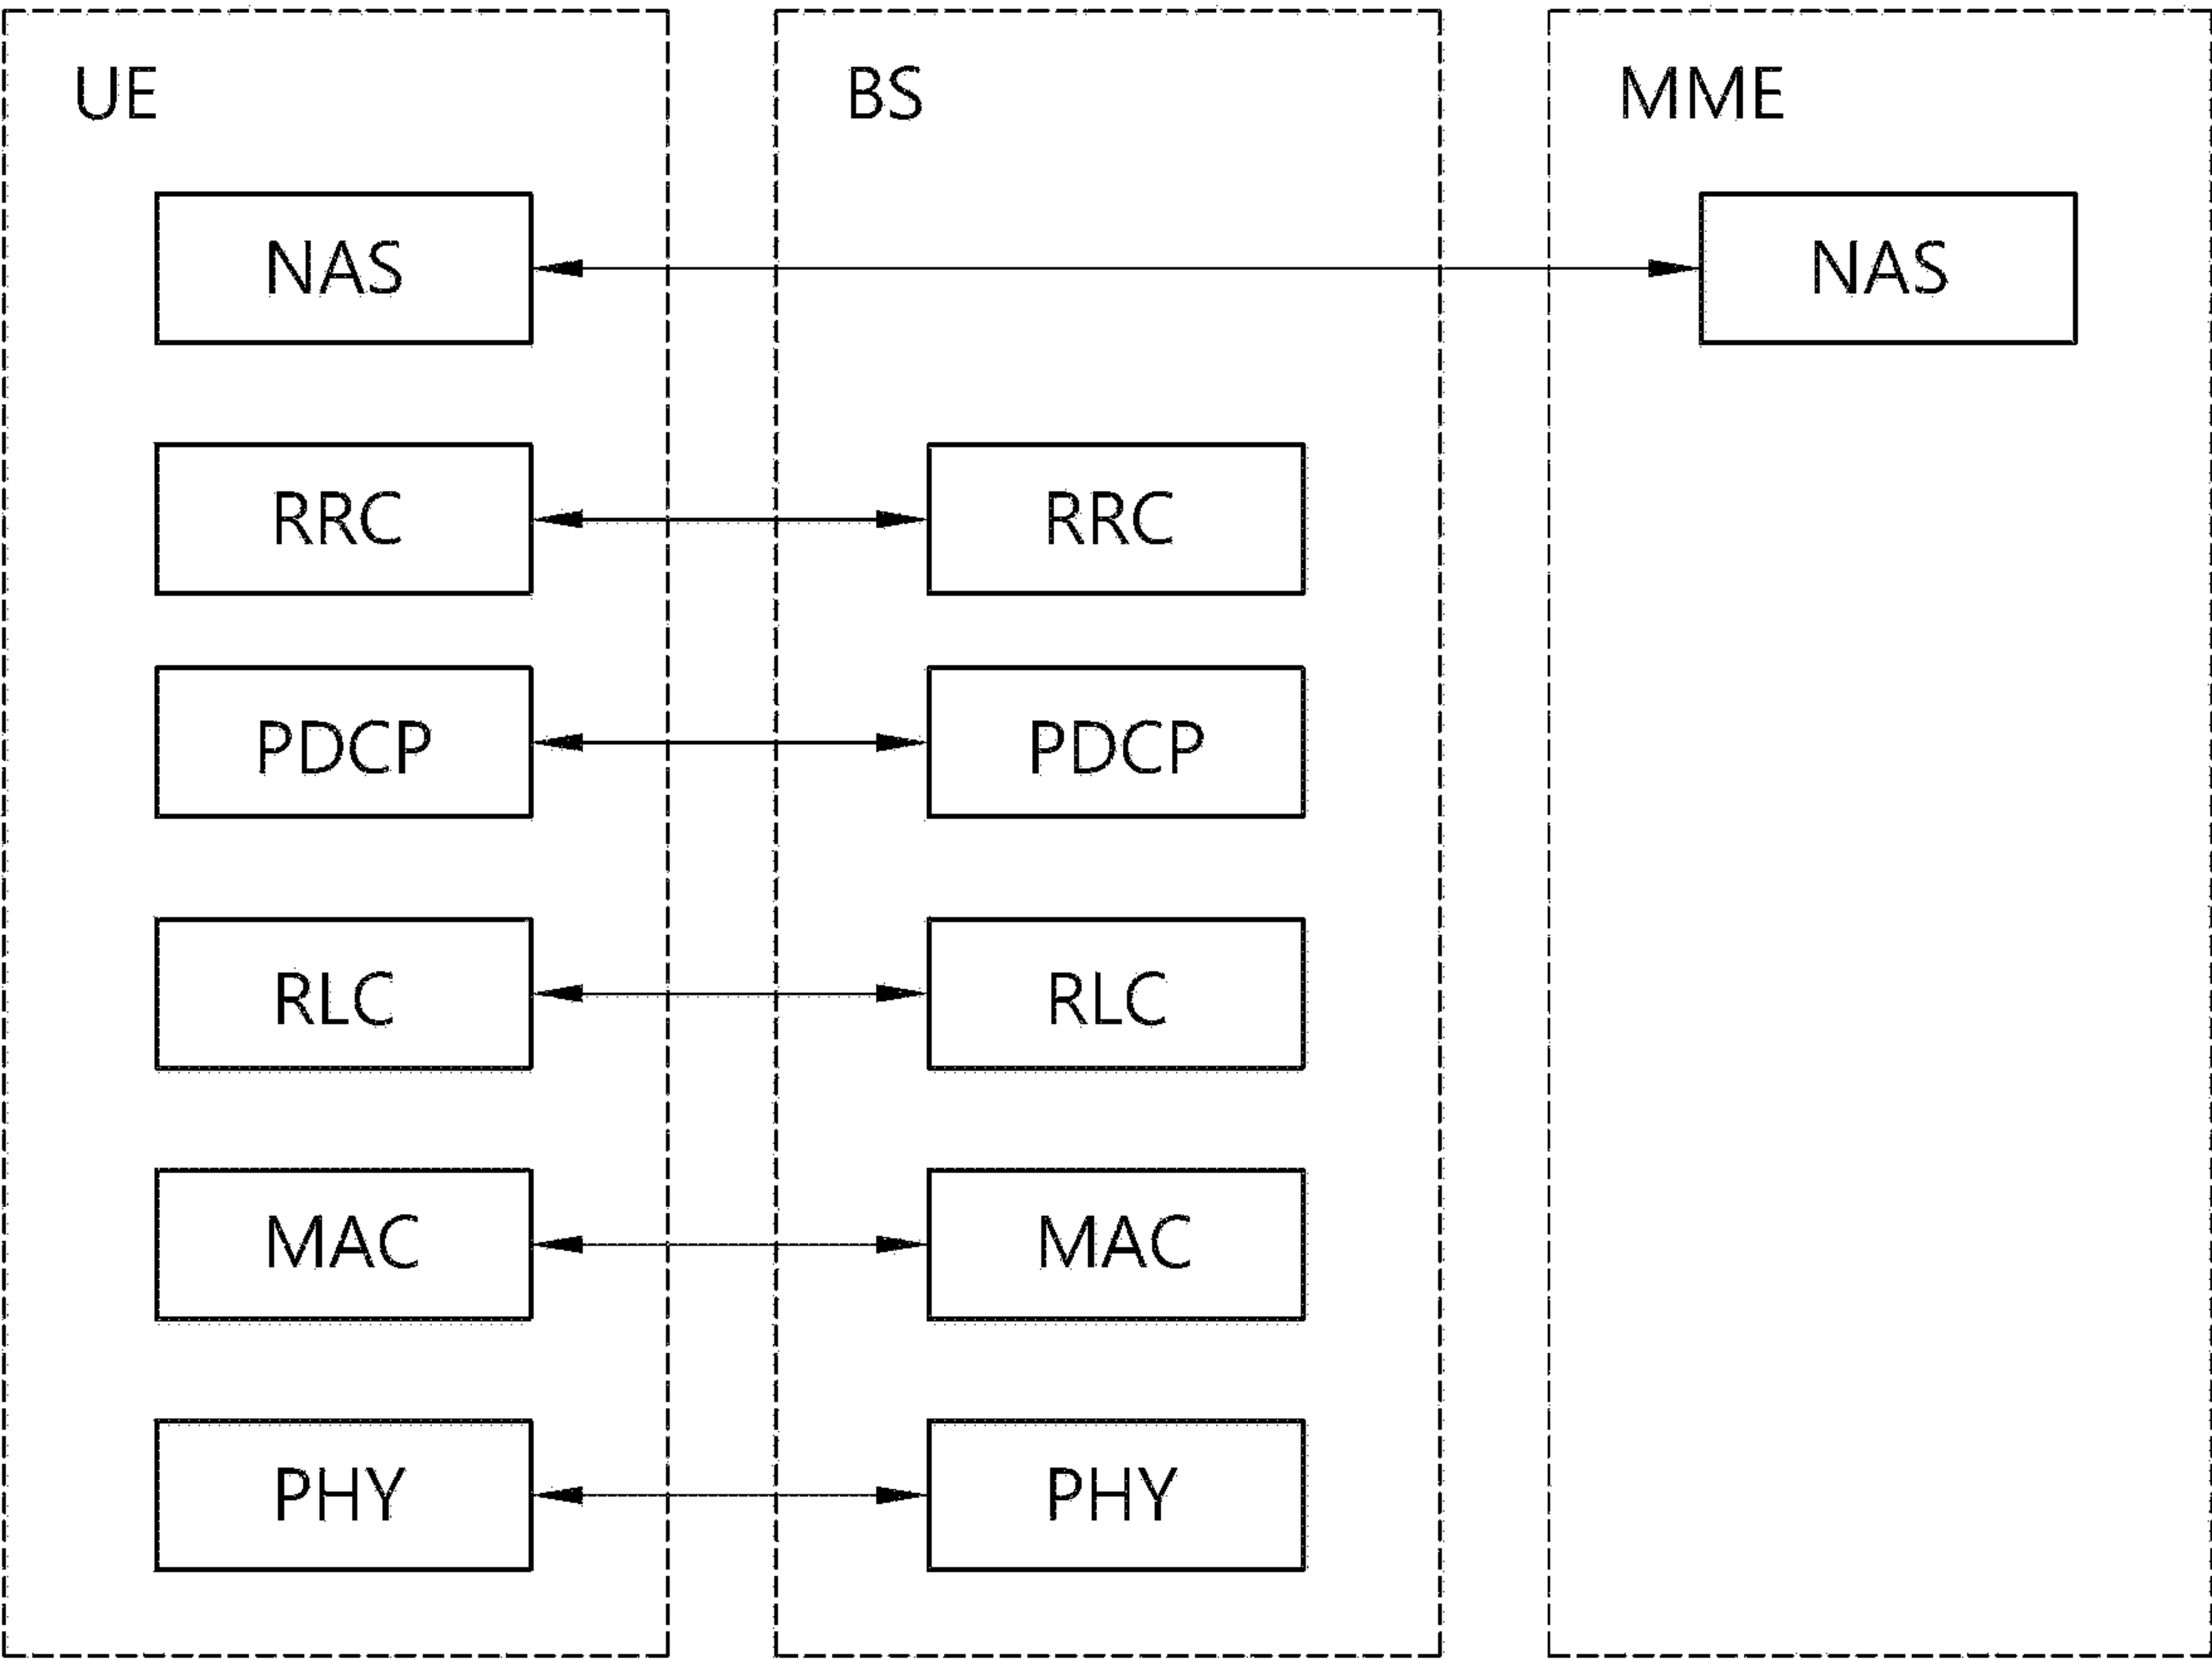 UE
BS
MME
NAS
NAS
RRC
RRC
PDCP
PDCP
RLC
RLC
MAC
MAC
PHY
PHY